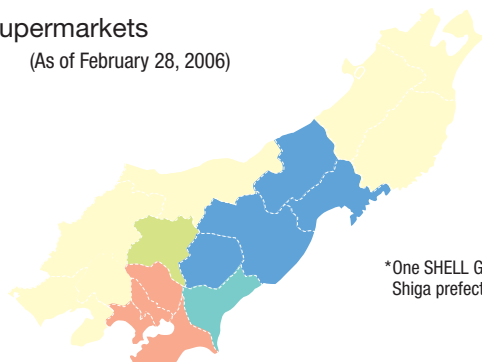 upermarkets
(As of February 28, 2006)
*One SHELL G
Shiga prefect